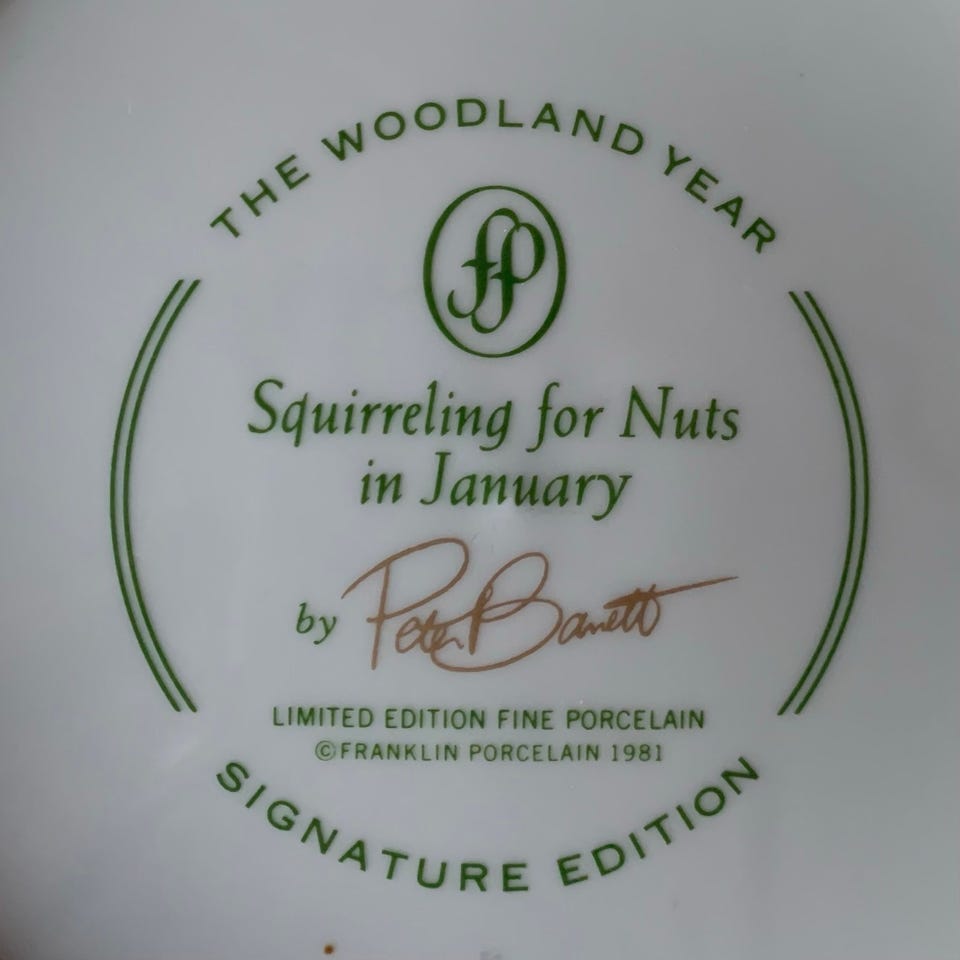 THE WOODLAND YEAR
fp
Squirreling for Nuts
in January
by Peter Barrett
LIMITED EDITION FINE PORCELAIN
©FRANKLIN PORCELAIN 1981
SIGNATURE EDITION